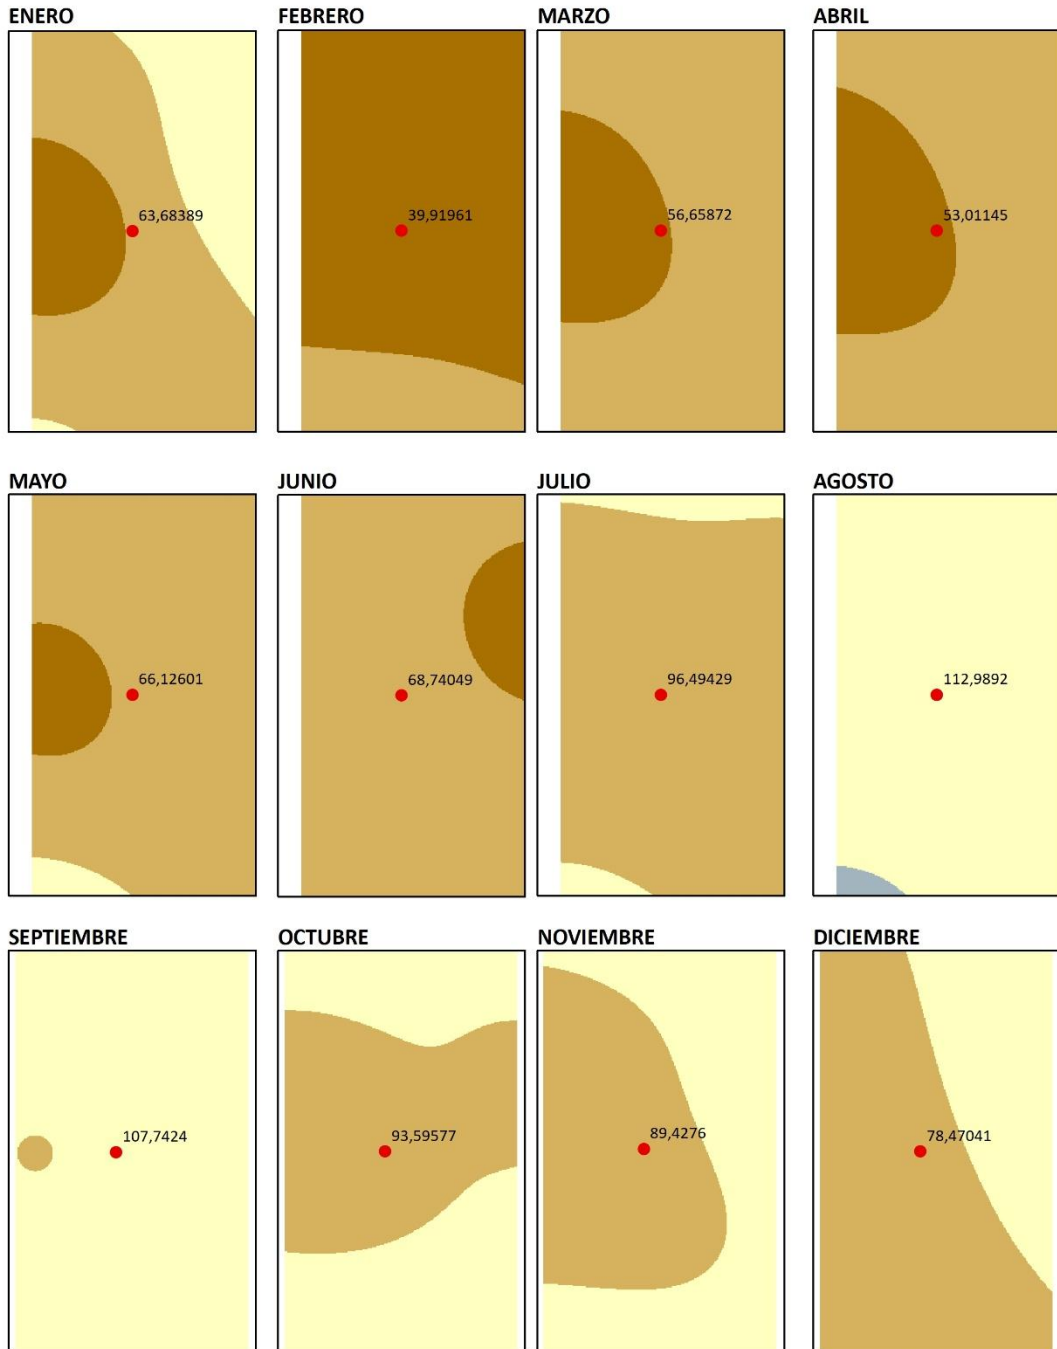 ENERO
FEBRERO
MARZO
ABRIL
63,68389
39,91961
56,65872
53,01145
MAYO
JUNIO
JULIO
AGOSTO
66,12601
68,74049
96,49429
112,9892
SEPTIEMBRE
OCTUBRE
NOVIEMBRE
DICIEMBRE
107,7424
93,59577
89,4276
78,47041